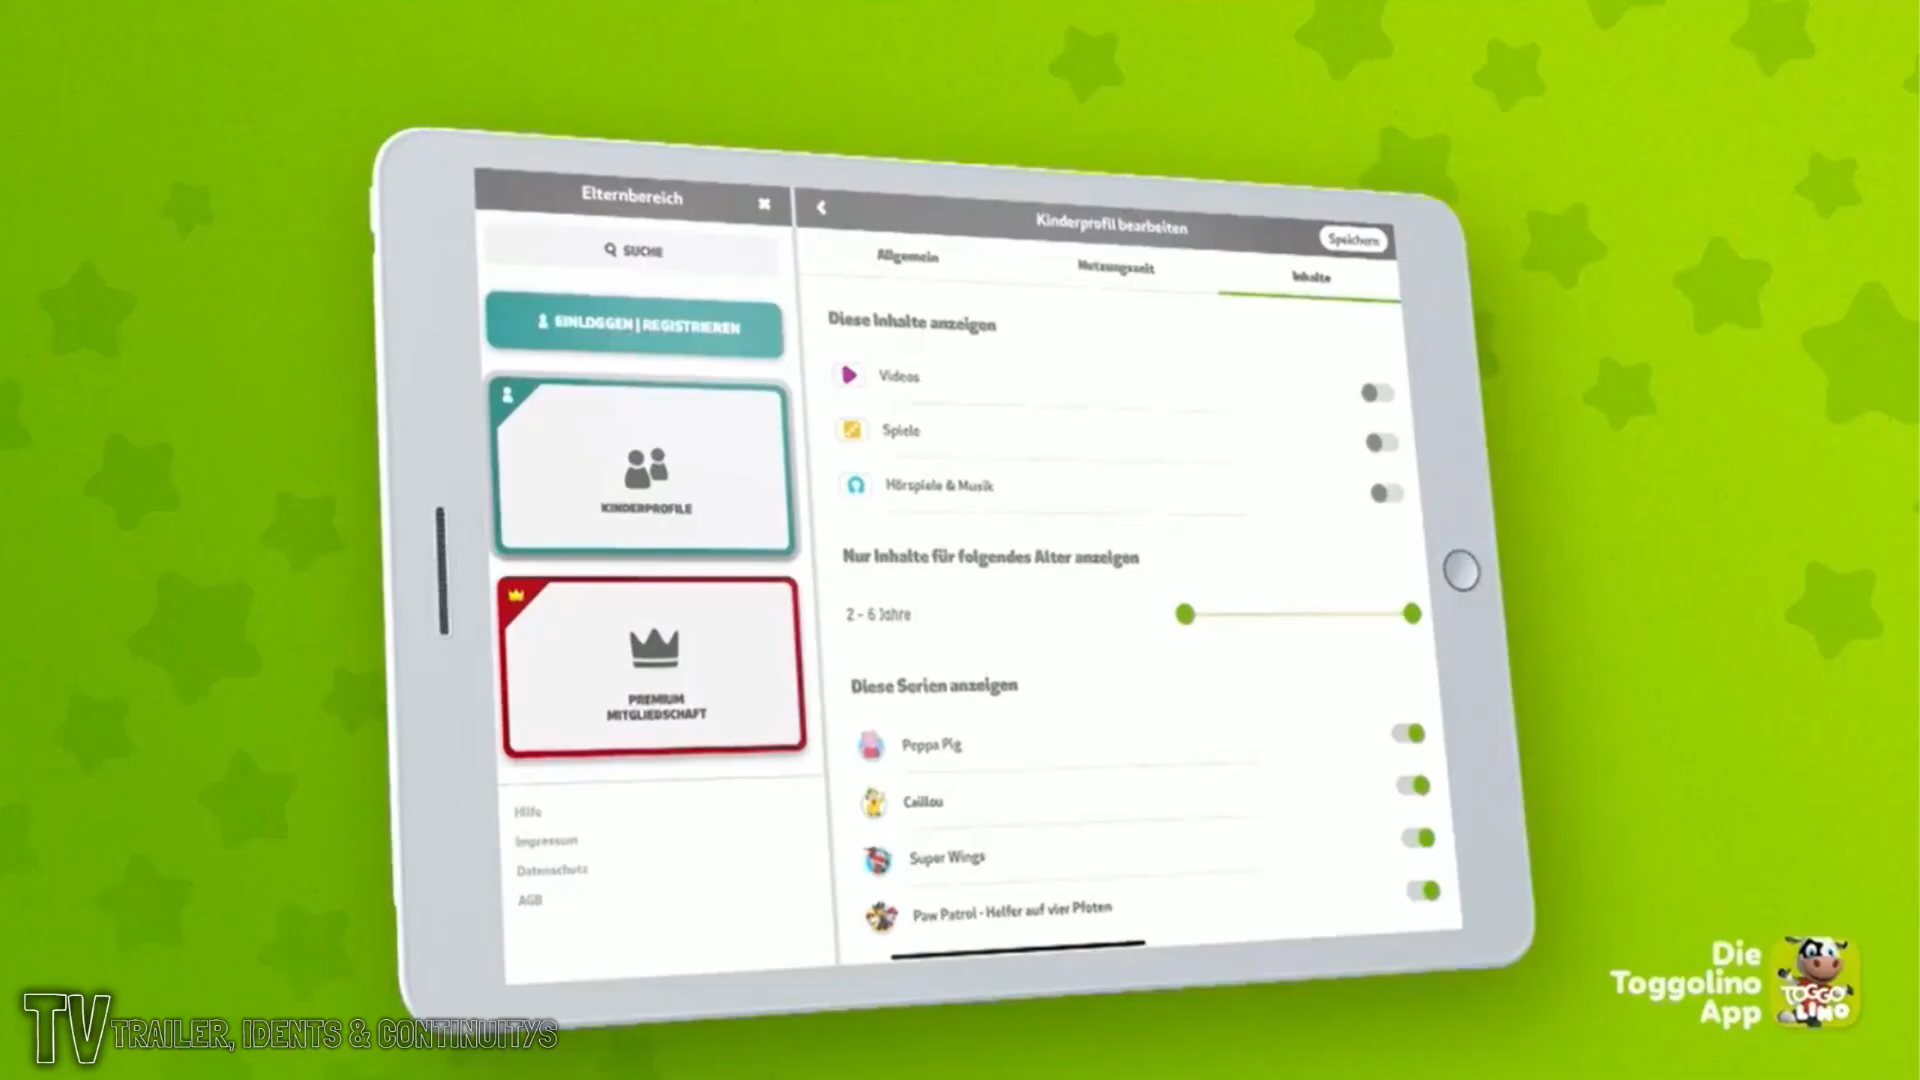 Elternbereich
SUCHE
EINLOGGEN | REGISTRIEREN
KINDERPROFILE
PREMIUM
MITGLIEDSCHAFT
Hilfe
Impressum
Datenschutz
AGB
Kinderprofil bearbeiten
Speichern
Allgemein
Nutzungszeit
Inhalte
Diese Inhalte anzeigen
Videos
Spiele
Hörspiele & Musik
Nur Inhalte für folgendes Alter anzeigen
2 - 6 Jahre
Diese Serien anzeigen
Peppa Pig
Caillou
Super Wings
Paw Patrol - Helfer auf vier Pfoten
Die
Toggolino
App
TOGGO
LINO
TV TRAILER, IDENTS & CONTINUITYS